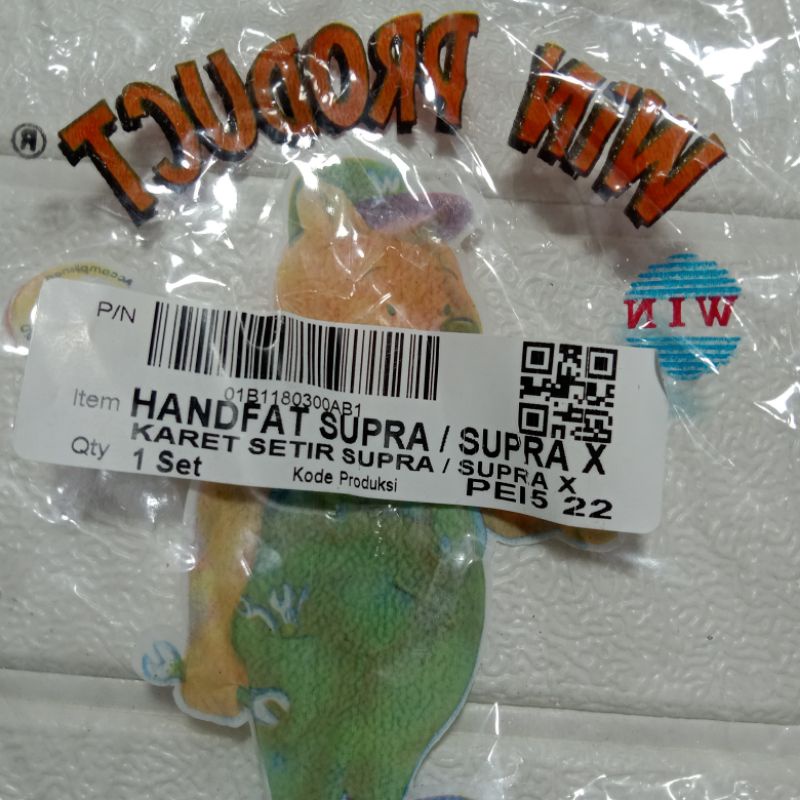 WIN PRODUCT
®
accomplished
WIN
W
P/N
01B1180300AB1
Item HANDFAT SUPRA / SUPRA X
KARET SETIR SUPRA / SUPRA X
Qty 1 Set
Kode Produksi PEI5 22